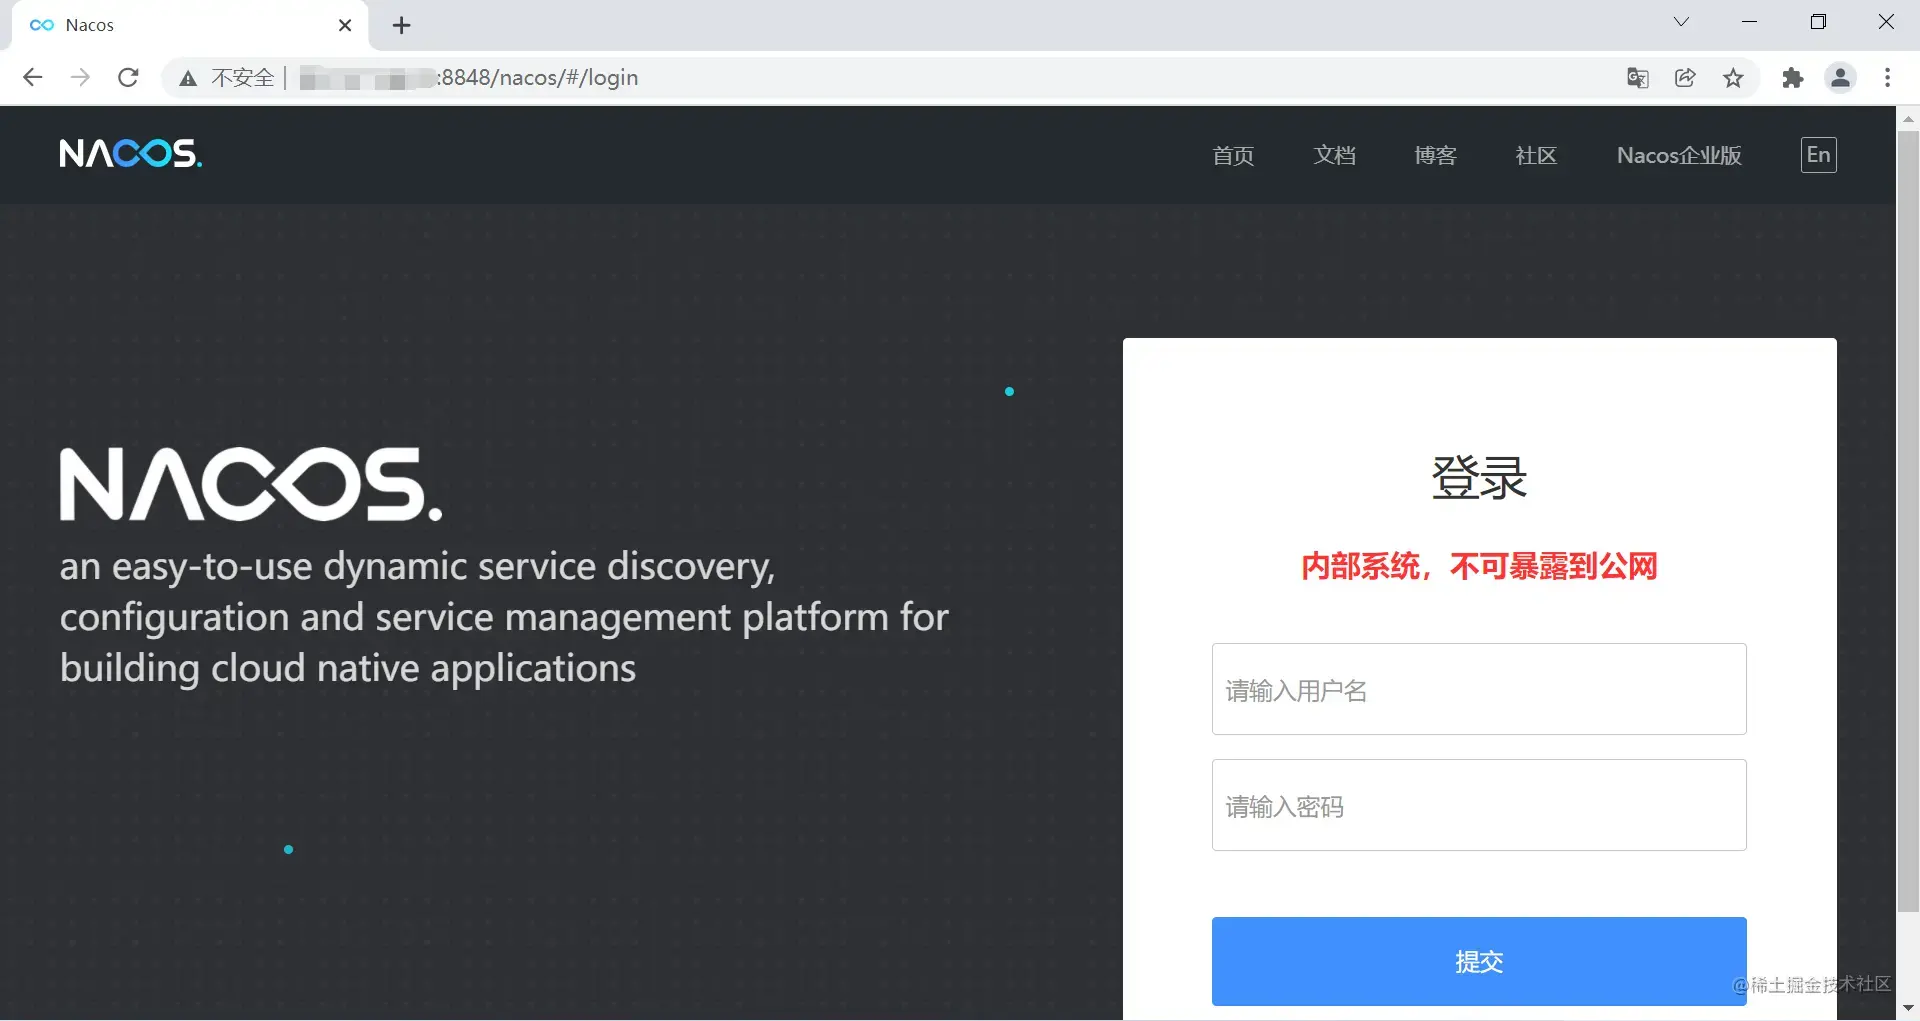 Nacos
不安全
:8848/nacos/#/login
NACOS.
首页
文档
博客
社区
Nacos企业版
En
NACOS.
an easy-to-use dynamic service discovery,
configuration and service management platform for
building cloud native applications
登录
内部系统，不可暴露到公网
请输入用户名
请输入密码
提交
@稀土掘金技术社区